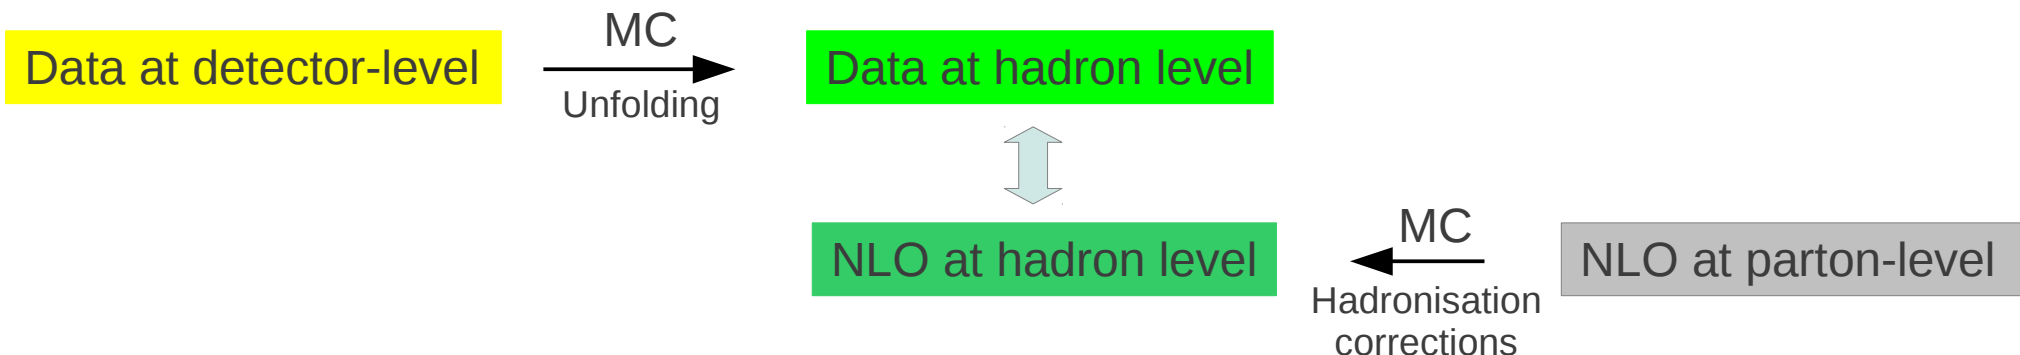 MC
Data at detector-level
Data at hadron level
Unfolding
MC
NLO at hadron level
NLO at parton-level
Hadronisation
corrections